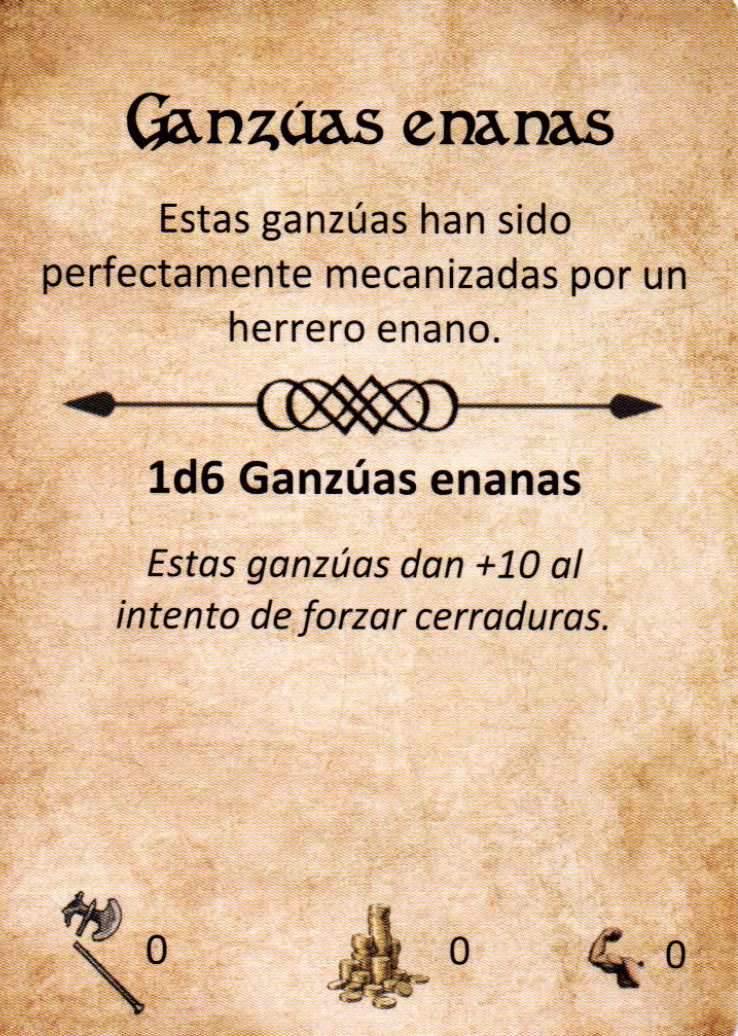 Ganzúas enanas
Estas ganzúas han sido
perfectamente mecanizadas por un
herrero enano.
1d6 Ganzúas enanas
Estas ganzúas dan +10 al
intento de forzar cerraduras.
0 0 0